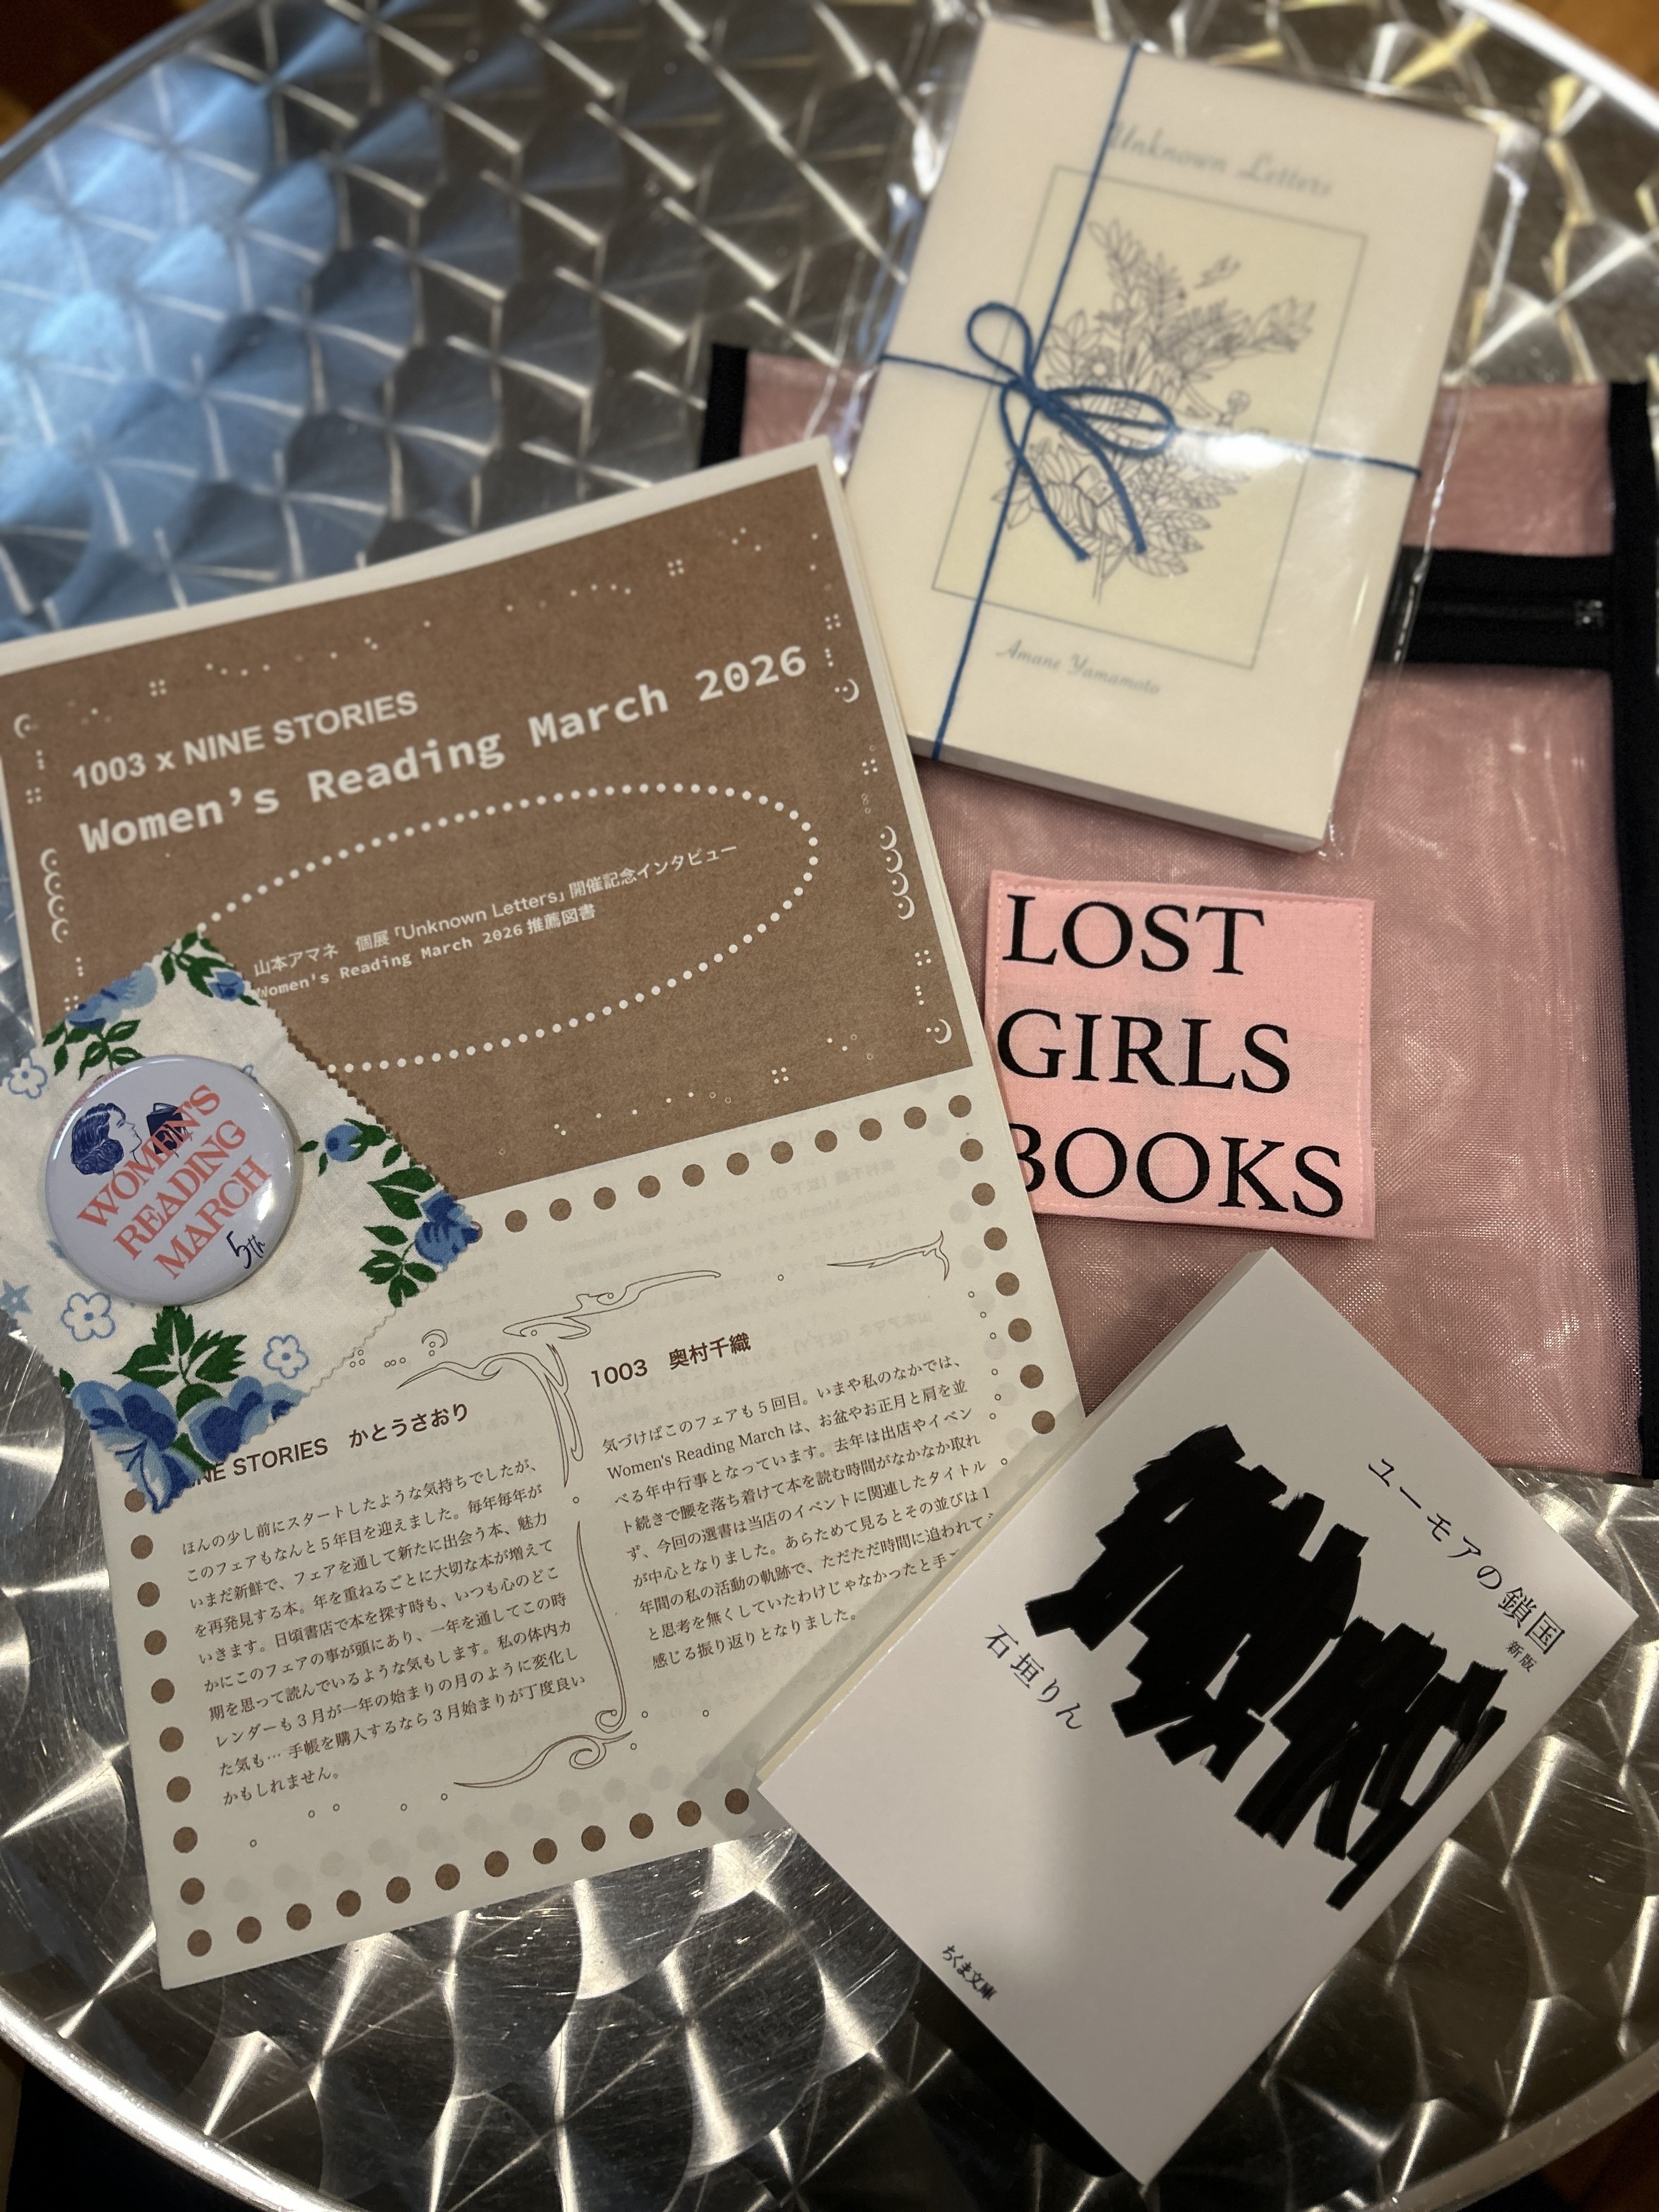 Unknown Letters
Amane Yamamoto
1003 x NINE STORIES
Women's Reading March 2026
山本アマネ 個展「Unknown Letters」開催記念インタビュー
Women's Reading March 2026 推薦図書
LOST
GIRLS
BOOKS
WOMEN'S
READING
MARCH
5th
NINE STORIES かとうさおり
ほんの少し前にスタートしたような気持ちでしたが、
このフェアもなんと5年目を迎えました。毎年毎年が
いまだ新鮮で、フェアを通して新たに出会う本、魅力
を再発見する本。年を重ねるごとに大切な本が増えて
いきます。日頃書店で本を探す時も、いつも心のどこ
かにこのフェアの事が頭にあり、一年を通してこの時
期を思って読んでいるような気もします。私の体内カ
レンダーも3月が一年の始まりの月のように変化し
た気も… 手帳を購入するなら3月始まりが丁度良い
かもしれません。
1003 奥村千織
気づけばこのフェアも5回目。いまや私のなかでは、
Women's Reading March は、お盆やお正月と肩を並
べる年中行事となっています。去年は出店やイベン
ト続きで腰を落ち着けて本を読む時間がなかなか取れ
ず、今回の選書は当店のイベントに関連したタイトル
が中心となりました。あらためて見るとその並びは1
年間の私の活動の軌跡で、ただただ時間に追われて
と思考を無くしていたわけじゃなかったと手
感じる振り返りとなりました。
ユーモアの鎖国
新版
石垣りん
ちくま文庫